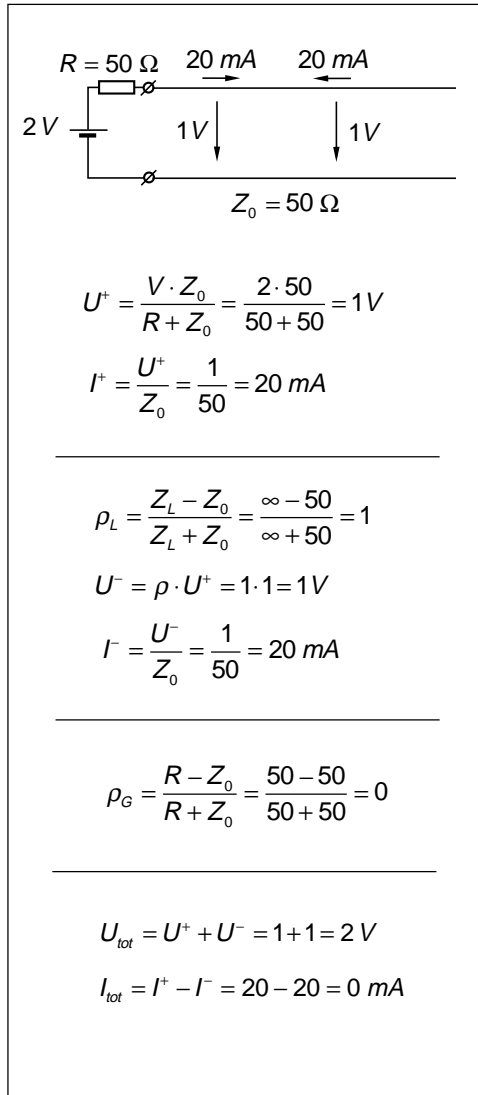 R = 50 Ω 20 mA 20 mA
2 V 1V 1V
Z₀ = 50 Ω
U⁺ = V · Z₀ / R + Z₀ = 2 · 50 / 50 + 50 = 1V
I⁺ = U⁺ / Z₀ = 1 / 50 = 20 mA
ρ_L = Z_L − Z₀ / Z_L + Z₀ = ∞ − 50 / ∞ + 50 = 1
U⁻ = ρ · U⁺ = 1 · 1 = 1V
I⁻ = U⁻ / Z₀ = 1 / 50 = 20 mA
ρ_G = R − Z₀ / R + Z₀ = 50 − 50 / 50 + 50 = 0
U_tot = U⁺ + U⁻ = 1 + 1 = 2 V
I_tot = I⁺ − I⁻ = 20 − 20 = 0 mA